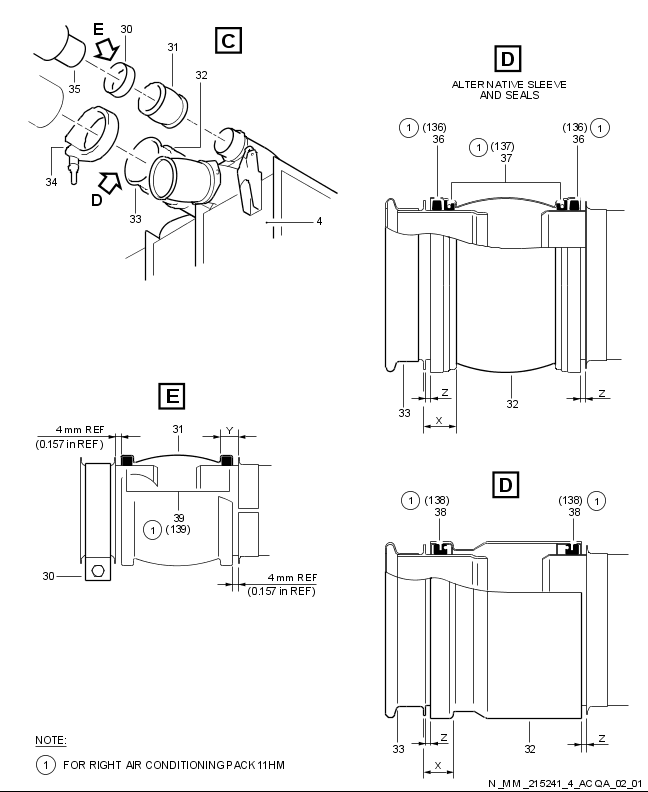 E
30
C
31
32
35
34
D
33
4
D
ALTERNATIVE SLEEVE
AND SEALS
1 (136)
36
1 (137)
37
(136) 1
36
Z
Z
X
33
32
E
4 mm REF
(0.157 in REF)
31
Y
39
1 (139)
30
4 mm REF
(0.157 in REF)
D
1 (138)
38
(138) 1
38
33
Z
32
Z
X
NOTE:
1 FOR RIGHT AIR CONDITIONING PACK 11HM
N_MM_215241_4_ACQA_02_01